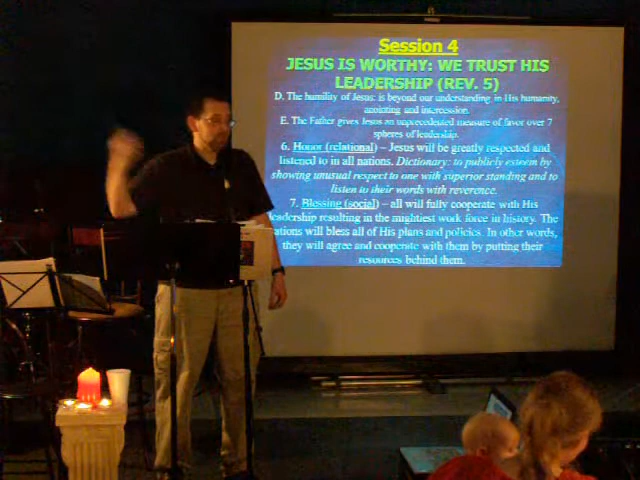 Session 4
JESUS IS WORTHY: WE TRUST HIS
LEADERSHIP (REV. 5)
D. The humility of Jesus: is beyond our understanding in His humanity,
anointing and intercession.
E. The Father gives Jesus an unprecedented measure of favor over 7
spheres of leadership.
6. Honor (relational) – Jesus will be greatly respected and
listened to in all nations. Dictionary: to publicly esteem by
showing unusual respect to one with superior standing and to
listen to their words with reverence.
7. Blessing (social) – all will fully cooperate with His
leadership resulting in the mightiest work force in history. The
nations will bless all of His plans and policies. In other words,
they will agree and cooperate with them by putting their
resources behind them.